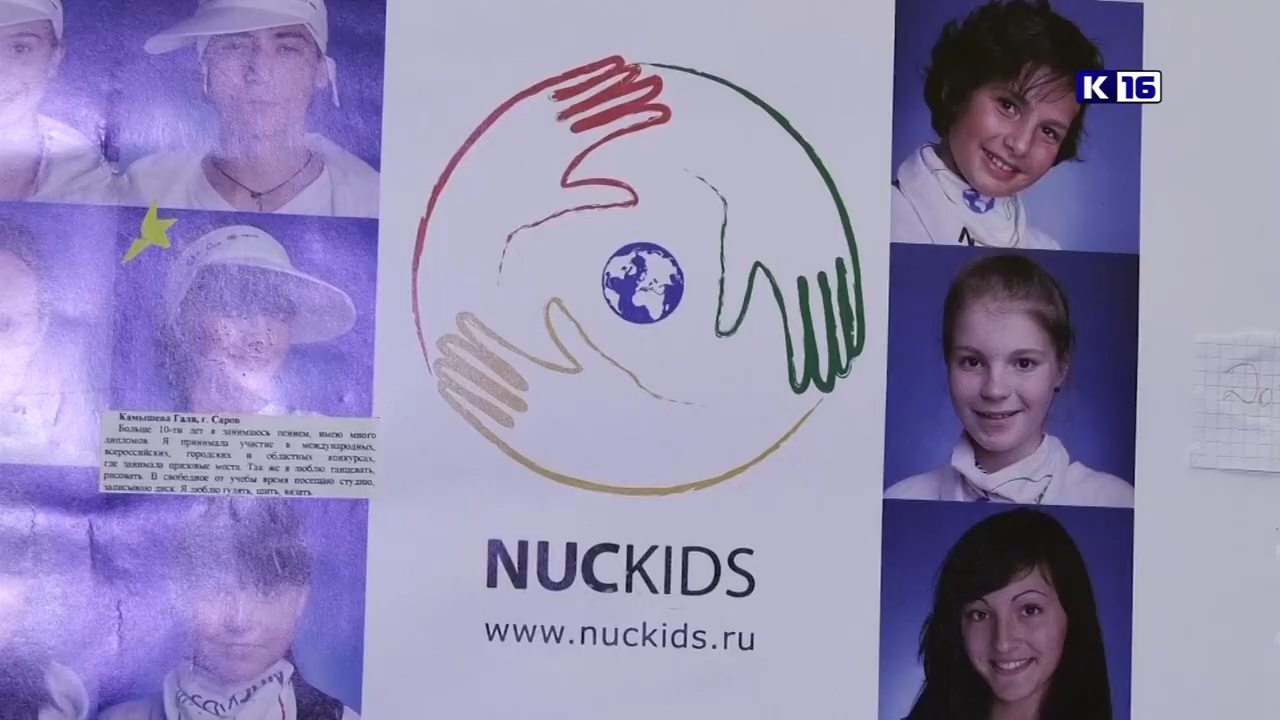 K 16
Камышева Галя, г. Саров
Больше 10-ти лет я занимаюсь пением, имею много
дипломов. Я принимала участие в международных,
всероссийских, городских и областных конкурсах,
где занимала призовые места. Так же я люблю танцевать,
рисовать. В свободное от учебы время посещаю студию,
записываю диск. Я люблю гулять, шить, вязать.
NUCKIDS
www.nuckids.ru